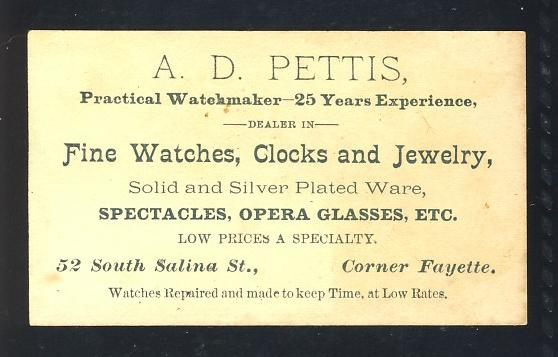 A. D. PETTIS,
Practical Watchmaker—25 Years Experience,
—DEALER IN—
Fine Watches, Clocks and Jewelry,
Solid and Silver Plated Ware,
SPECTACLES, OPERA GLASSES, ETC.
LOW PRICES A SPECIALTY.
52 South Salina St., Corner Fayette.
Watches Repaired and made to keep Time, at Low Rates.